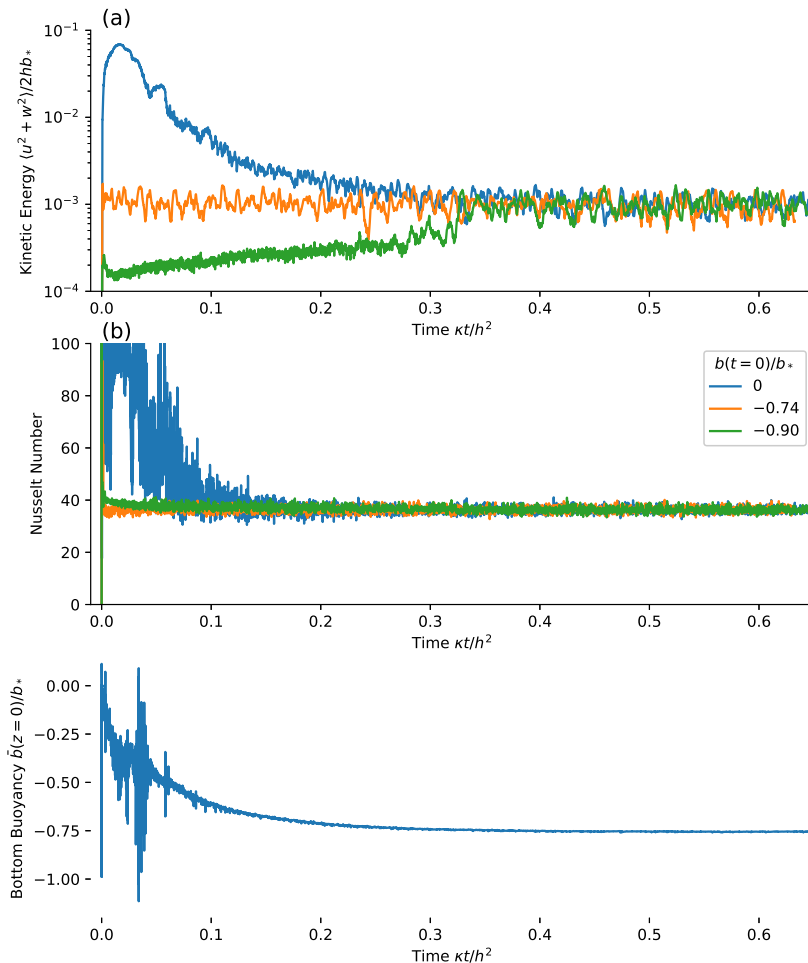 (a)
10⁻¹
10⁻²
10⁻³
10⁻⁴
Kinetic Energy ⟨u² + w²⟩/2hb⁎
0.0 0.1 0.2 0.3 0.4 0.5 0.6
Time κt/h²
(b)
100
80
60
40
20
0
Nusselt Number
b(t = 0)/b⁎
0
−0.74
−0.90
0.0 0.1 0.2 0.3 0.4 0.5 0.6
Time κt/h²
0.00
−0.25
−0.50
−0.75
−1.00
Bottom Buoyancy b̄(z = 0)/b⁎
0.0 0.1 0.2 0.3 0.4 0.5 0.6
Time κt/h²